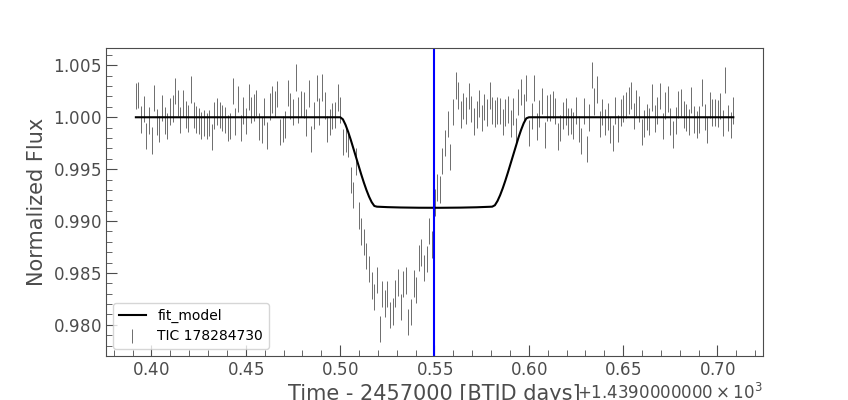 1.005
1.000
0.995
0.990
0.985
0.980
Normalized Flux
fit_model
TIC 178284730
0.40 0.45 0.50 0.55 0.60 0.65 0.70
Time - 2457000 [BTJD days]
+1.4390000000 × 10³